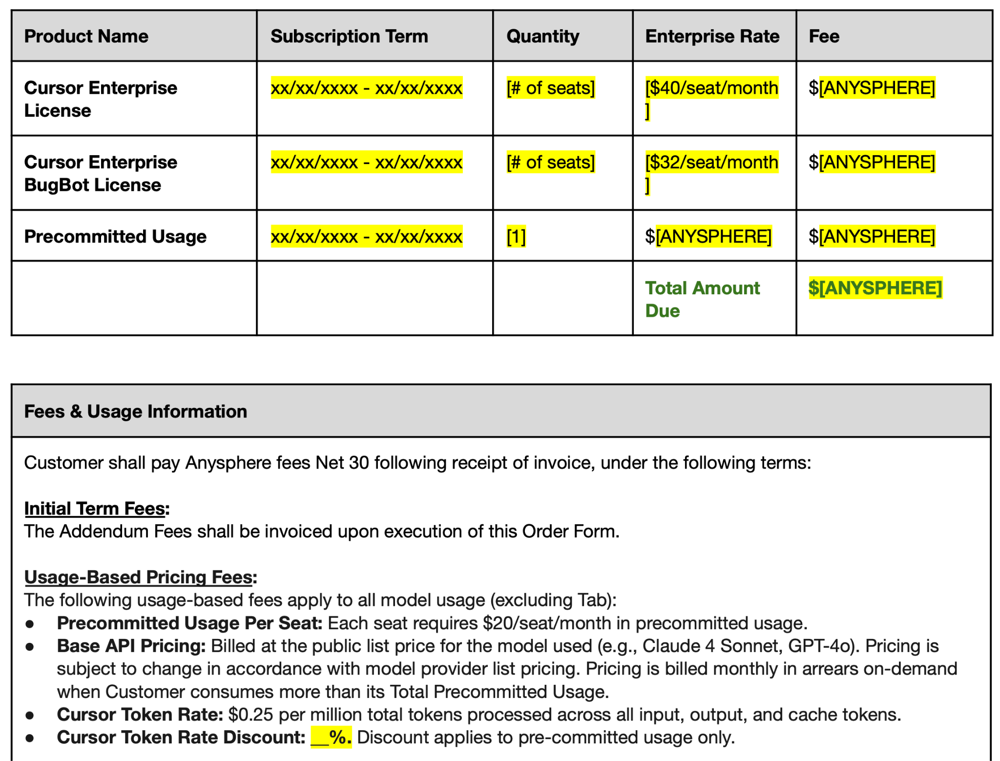 Product Name Subscription Term Quantity Enterprise Rate Fee
Cursor Enterprise License xx/xx/xxxx - xx/xx/xxxx [# of seats] [$40/seat/month] $[ANYSPHERE]
Cursor Enterprise BugBot License xx/xx/xxxx - xx/xx/xxxx [# of seats] [$32/seat/month] $[ANYSPHERE]
Precommitted Usage xx/xx/xxxx - xx/xx/xxxx [1] $[ANYSPHERE] $[ANYSPHERE]
Total Amount Due $[ANYSPHERE]
Fees & Usage Information
Customer shall pay Anysphere fees Net 30 following receipt of invoice, under the following terms:
Initial Term Fees:
The Addendum Fees shall be invoiced upon execution of this Order Form.
Usage-Based Pricing Fees:
The following usage-based fees apply to all model usage (excluding Tab):
● Precommitted Usage Per Seat: Each seat requires $20/seat/month in precommitted usage.
● Base API Pricing: Billed at the public list price for the model used (e.g., Claude 4 Sonnet, GPT-4o). Pricing is
subject to change in accordance with model provider list pricing. Pricing is billed monthly in arrears on-demand
when Customer consumes more than its Total Precommitted Usage.
● Cursor Token Rate: $0.25 per million total tokens processed across all input, output, and cache tokens.
● Cursor Token Rate Discount: __%. Discount applies to pre-committed usage only.